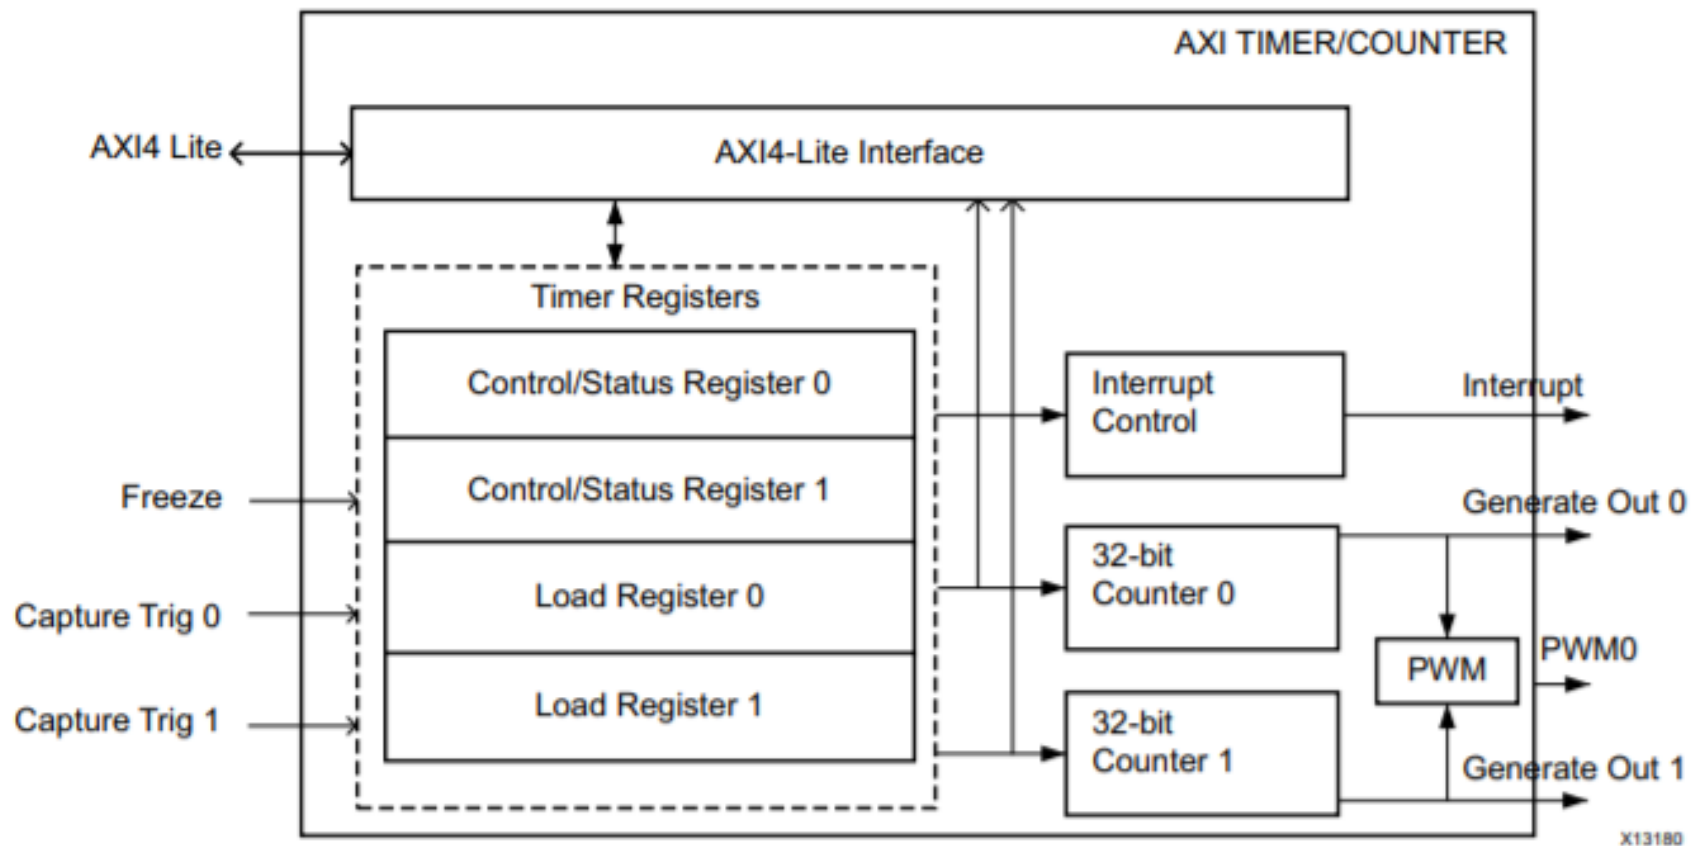 AXI TIMER/COUNTER
AXI4 Lite
AXI4-Lite Interface
Timer Registers
Control/Status Register 0
Control/Status Register 1
Load Register 0
Load Register 1
Freeze
Capture Trig 0
Capture Trig 1
Interrupt
Control
Interrupt
Generate Out 0
32-bit
Counter 0
PWM
PWM0
32-bit
Counter 1
Generate Out 1
X13180